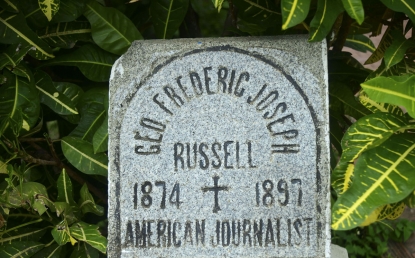 GEO. FREDERIC JOSEPH
RUSSELL
1874 1897
AMERICAN JOURNALIST